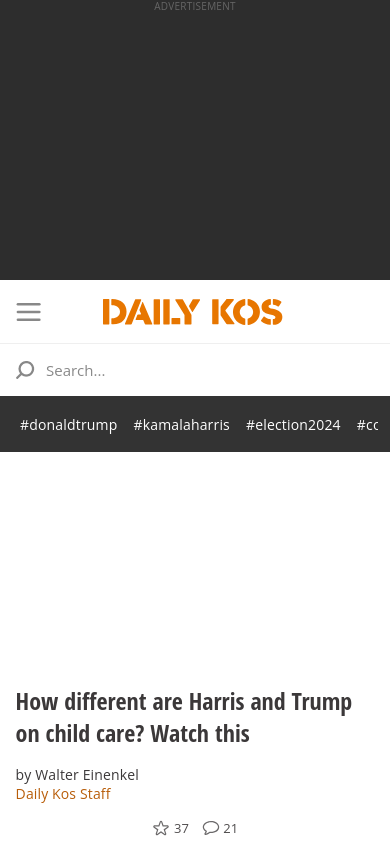 ADVERTISEMENT
DAILY KOS
Search...
#donaldtrump #kamalaharris #election2024
How different are Harris and Trump
on child care? Watch this
by Walter Einenkel
Daily Kos Staff
37 21